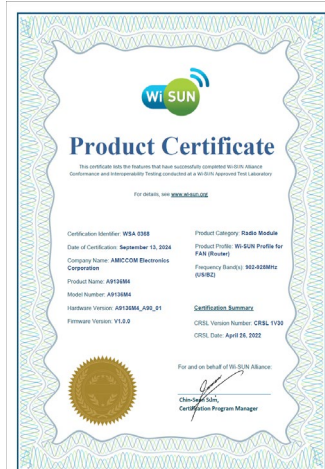 Wi SUN
Product Certificate
This certificate lists the features that have successfully completed Wi-SUN Alliance
Conformance and Interoperability Testing conducted at a Wi-SUN Approved Test Laboratory
For details, see www.wi-sun.org
Certification Identifier: WSA 0368
Date of Certification: September 13, 2024
Company Name: AMICCOM Electronics
Corporation
Product Name: A9136M4
Model Number: A9136M4
Hardware Version: A9136M4_A90_01
Firmware Version: V1.0.0
Product Category: Radio Module
Product Profile: Wi-SUN Profile for
FAN (Router)
Frequency Band(s): 902-928MHz
(US/BZ)
Certification Summary
CRSL Version Number: CRSL 1V30
CRSL Date: April 26, 2022
For and on behalf of Wi-SUN Alliance:
Chin-Sean Sum,
Certification Program Manager